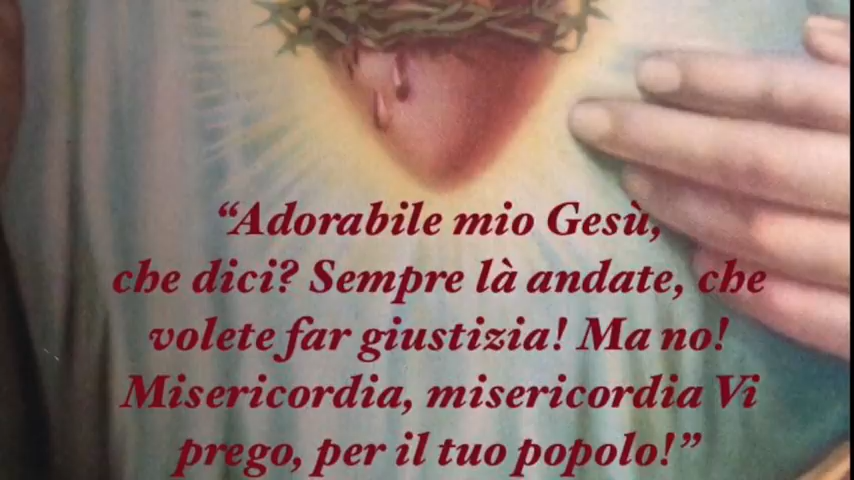 “Adorabile mio Gesù,
che dici? Sempre là andate, che
volete far giustizia! Ma no!
Misericordia, misericordia Vi
prego, per il tuo popolo!”